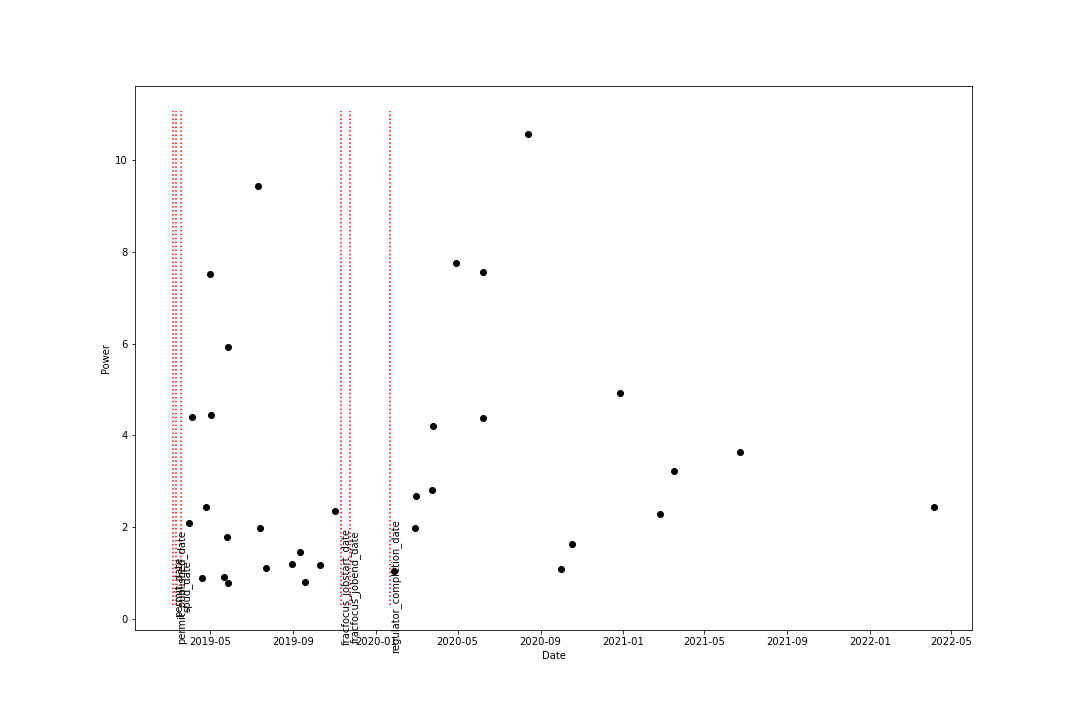 10
8
6
4
2
0
Power
spud_date
fracfocus_jobstart_date
fracfocus_jobend_date
regulator_completion_date
2019-05
2019-09
2020-01
2020-05
2020-09
2021-01
2021-05
2021-09
2022-01
2022-05
Date